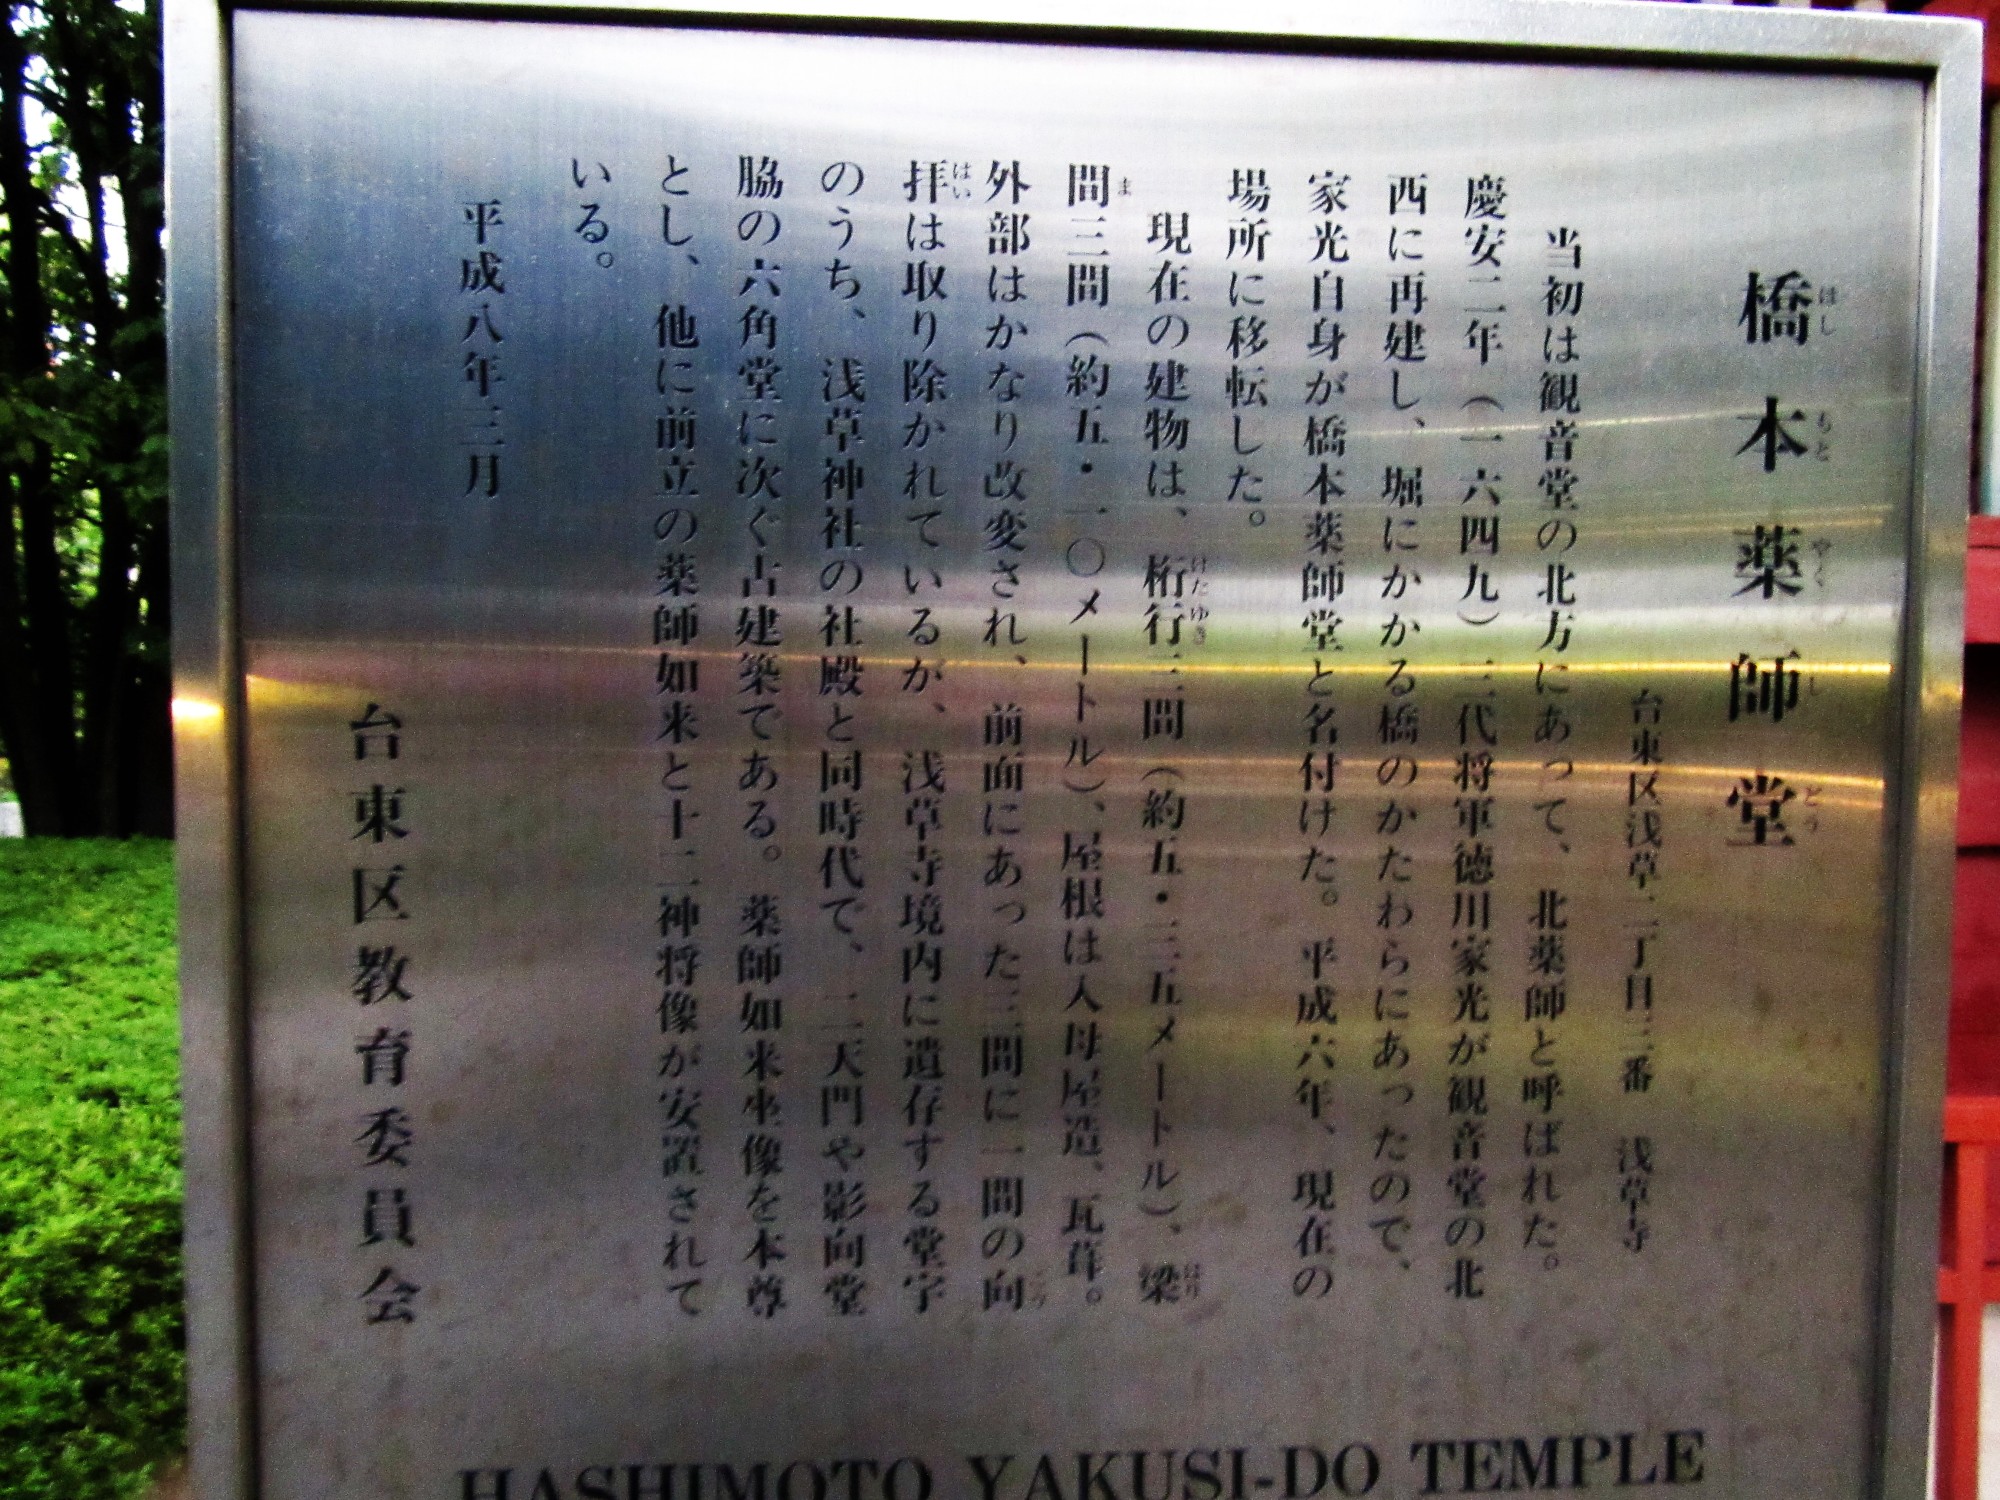 橋本薬師堂
台東区浅草二丁目三番　浅草寺
当初は観音堂の北方にあって、北薬師と呼ばれた。
慶安二年（一六四九）三代将軍徳川家光が観音堂の北
西に再建し、堀にかかる橋のかたわらにあったので、
家光自身が橋本薬師堂と名付けた。平成六年、現在の
場所に移転した。
現在の建物は、桁行三間（約五・三五メートル）、梁
間三間（約五・一〇メートル）、屋根は入母屋造、瓦葺。
外部はかなり改変され、前面にあった三間に一間の向
拝は取り除かれているが、浅草寺境内に遺存する堂宇
のうち、浅草神社の社殿と同時代で、二天門や影向堂
脇の六角堂に次ぐ古建築である。薬師如来坐像を本尊
とし、他に前立の薬師如来と十二神将像が安置されて
いる。
平成八年三月
台東区教育委員会
HASHIMOTO YAKUSI-DO TEMPLE